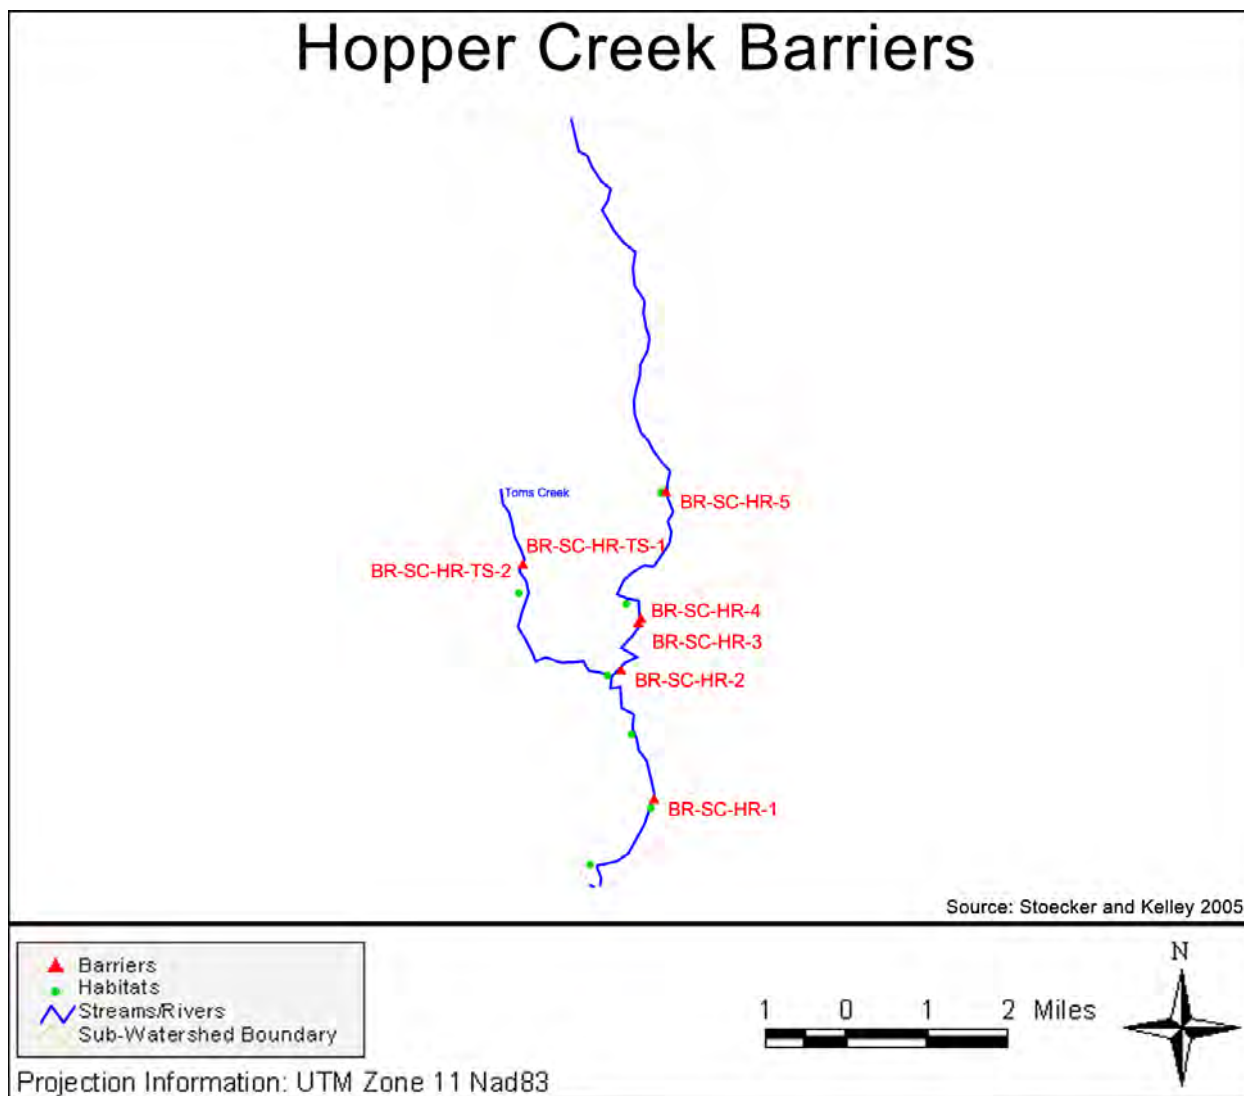 Hopper Creek Barriers
Toms Creek
BR-SC-HR-5
BR-SC-HR-TS-1
BR-SC-HR-TS-2
BR-SC-HR-4
BR-SC-HR-3
BR-SC-HR-2
BR-SC-HR-1
Source: Stoecker and Kelley 2005
Barriers
Habitats
Streams/Rivers
Sub-Watershed Boundary
1 0 1 2 Miles
N
Projection Information: UTM Zone 11 Nad83